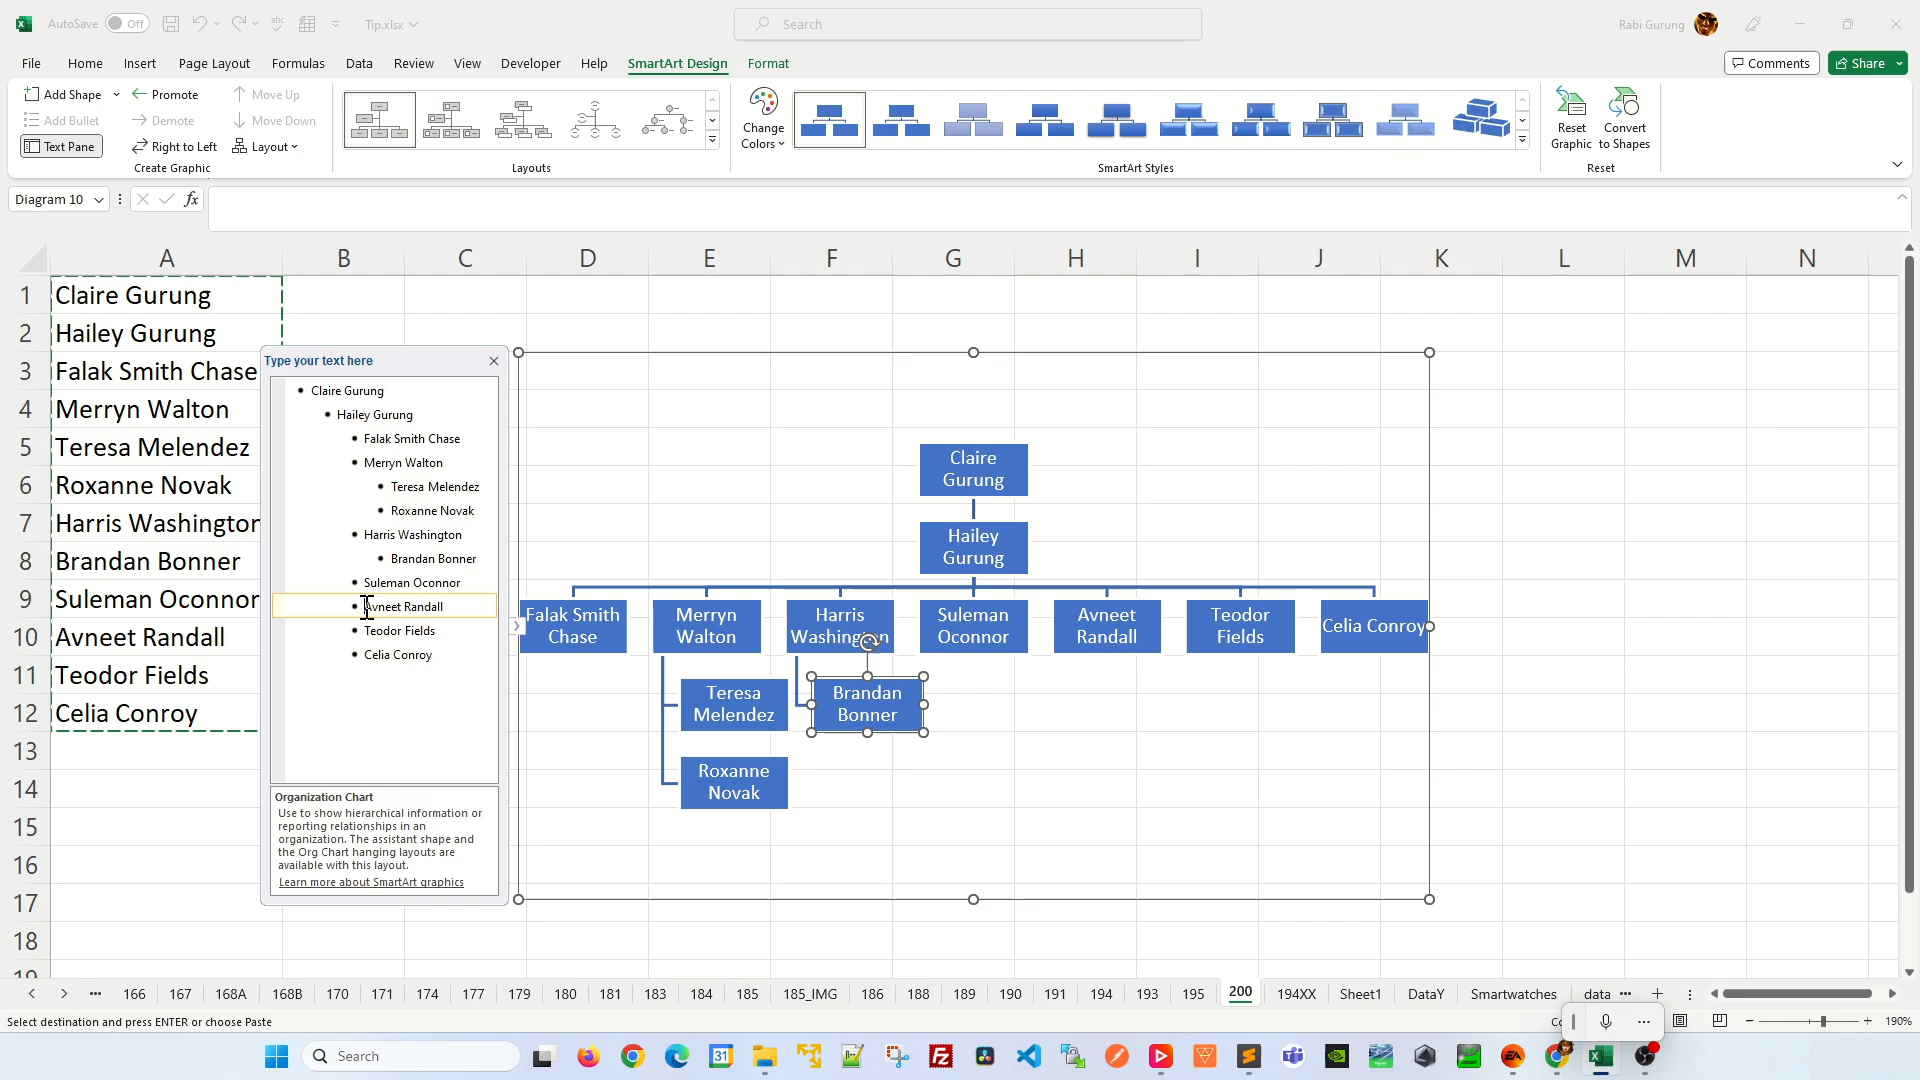 AutoSave Off Tip.xlsx Search Rabi Gurung
File Home Insert Page Layout Formulas Data Review View Developer Help SmartArt Design Format Comments Share
Add Shape Promote Move Up
Add Bullet Demote Move Down
Text Pane Right to Left Layout
Create Graphic
Layouts
Change
Colors
SmartArt Styles
Reset
Graphic
Convert
to Shapes
Reset
Diagram 10 fx
A B C D E F G H I J K L M N
1 Claire Gurung
2 Hailey Gurung
3 Falak Smith Chase
4 Merryn Walton
5 Teresa Melendez
6 Roxanne Novak
7 Harris Washington
8 Brandan Bonner
9 Suleman Oconnor
10 Avneet Randall
11 Teodor Fields
12 Celia Conroy
13
14
15
16
17
18
19
Type your text here
Claire Gurung
Hailey Gurung
Falak Smith Chase
Merryn Walton
Teresa Melendez
Roxanne Novak
Harris Washington
Brandan Bonner
Suleman Oconnor
Avneet Randall
Teodor Fields
Celia Conroy
Organization Chart
Use to show hierarchical information or
reporting relationships in an
organization. The assistant shape and
the Org Chart hanging layouts are
available with this layout.
Learn more about SmartArt graphics
Claire
Gurung
Hailey
Gurung
Falak Smith
Chase
Merryn
Walton
Harris
Washington
Suleman
Oconnor
Avneet
Randall
Teodor
Fields
Celia Conroy
Teresa
Melendez
Brandan
Bonner
Roxanne
Novak
166 167 168A 168B 170 171 174 177 179 180 181 183 184 185 185_IMG 186 188 189 190 191 194 193 195 200 194XX Sheet1 DataY Smartwatches data
Select destination and press ENTER or choose Paste
190%
Search